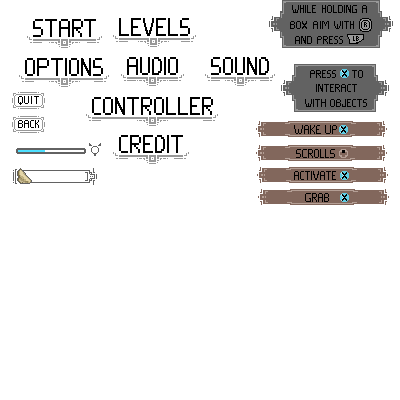 START
LEVELS
OPTIONS
AUDIO
SOUND
QUIT
CONTROLLER
BACK
CREDIT
WHILE HOLDING A
BOX AIM WITH R
AND PRESS LB
PRESS X TO
INTERACT
WITH OBJECTS
WAKE UP X
SCROLLS
ACTIVATE X
GRAB X